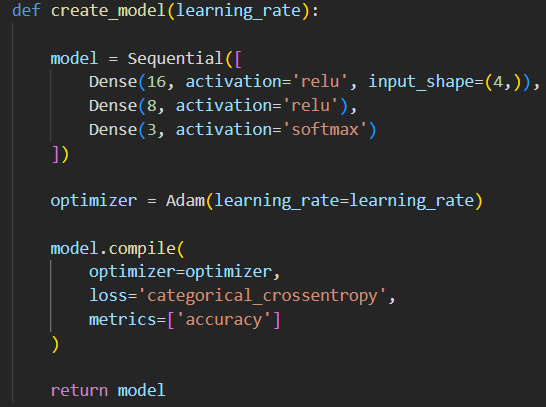 def create_model(learning_rate):
model = Sequential([
Dense(16, activation='relu', input_shape=(4,)),
Dense(8, activation='relu'),
Dense(3, activation='softmax')
])
optimizer = Adam(learning_rate=learning_rate)
model.compile(
optimizer=optimizer,
loss='categorical_crossentropy',
metrics=['accuracy']
)
return model